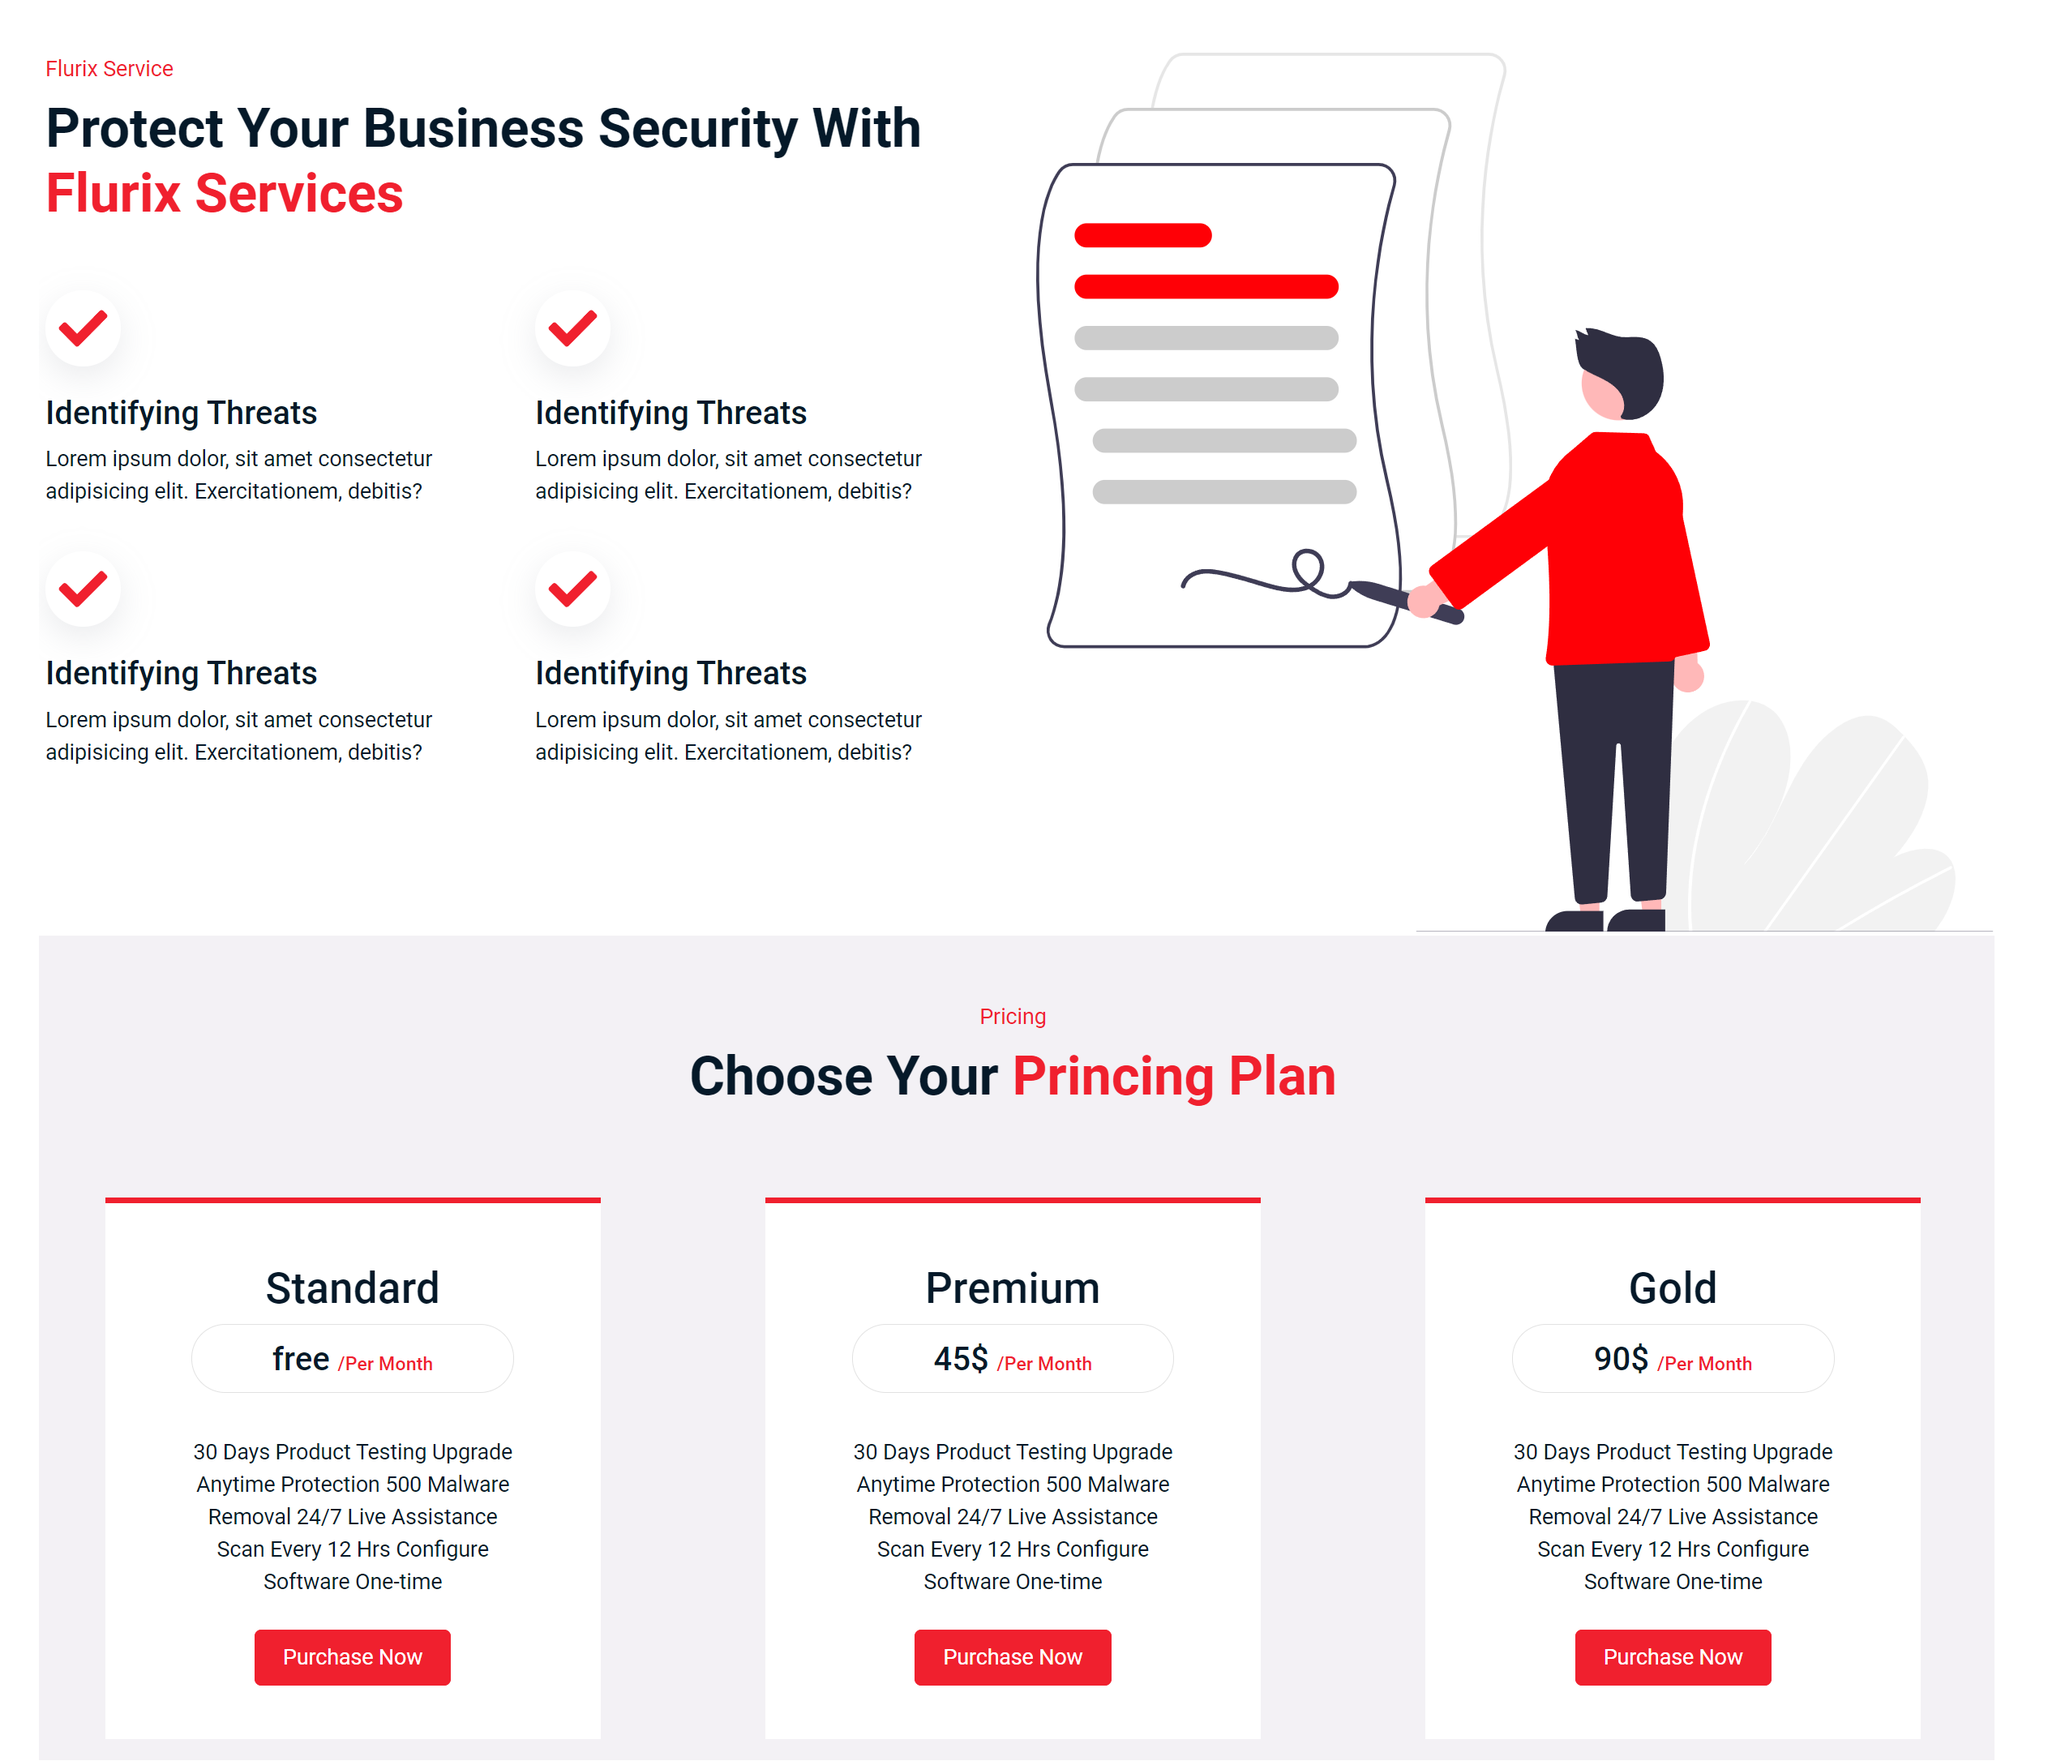 Flurix Service
Protect Your Business Security With
Flurix Services
Identifying Threats
Lorem ipsum dolor, sit amet consectetur
adipisicing elit. Exercitationem, debitis?
Identifying Threats
Lorem ipsum dolor, sit amet consectetur
adipisicing elit. Exercitationem, debitis?
Identifying Threats
Lorem ipsum dolor, sit amet consectetur
adipisicing elit. Exercitationem, debitis?
Identifying Threats
Lorem ipsum dolor, sit amet consectetur
adipisicing elit. Exercitationem, debitis?
Pricing
Choose Your Princing Plan
Standard
free /Per Month
30 Days Product Testing Upgrade
Anytime Protection 500 Malware
Removal 24/7 Live Assistance
Scan Every 12 Hrs Configure
Software One-time
Purchase Now
Premium
45$ /Per Month
30 Days Product Testing Upgrade
Anytime Protection 500 Malware
Removal 24/7 Live Assistance
Scan Every 12 Hrs Configure
Software One-time
Purchase Now
Gold
90$ /Per Month
30 Days Product Testing Upgrade
Anytime Protection 500 Malware
Removal 24/7 Live Assistance
Scan Every 12 Hrs Configure
Software One-time
Purchase Now